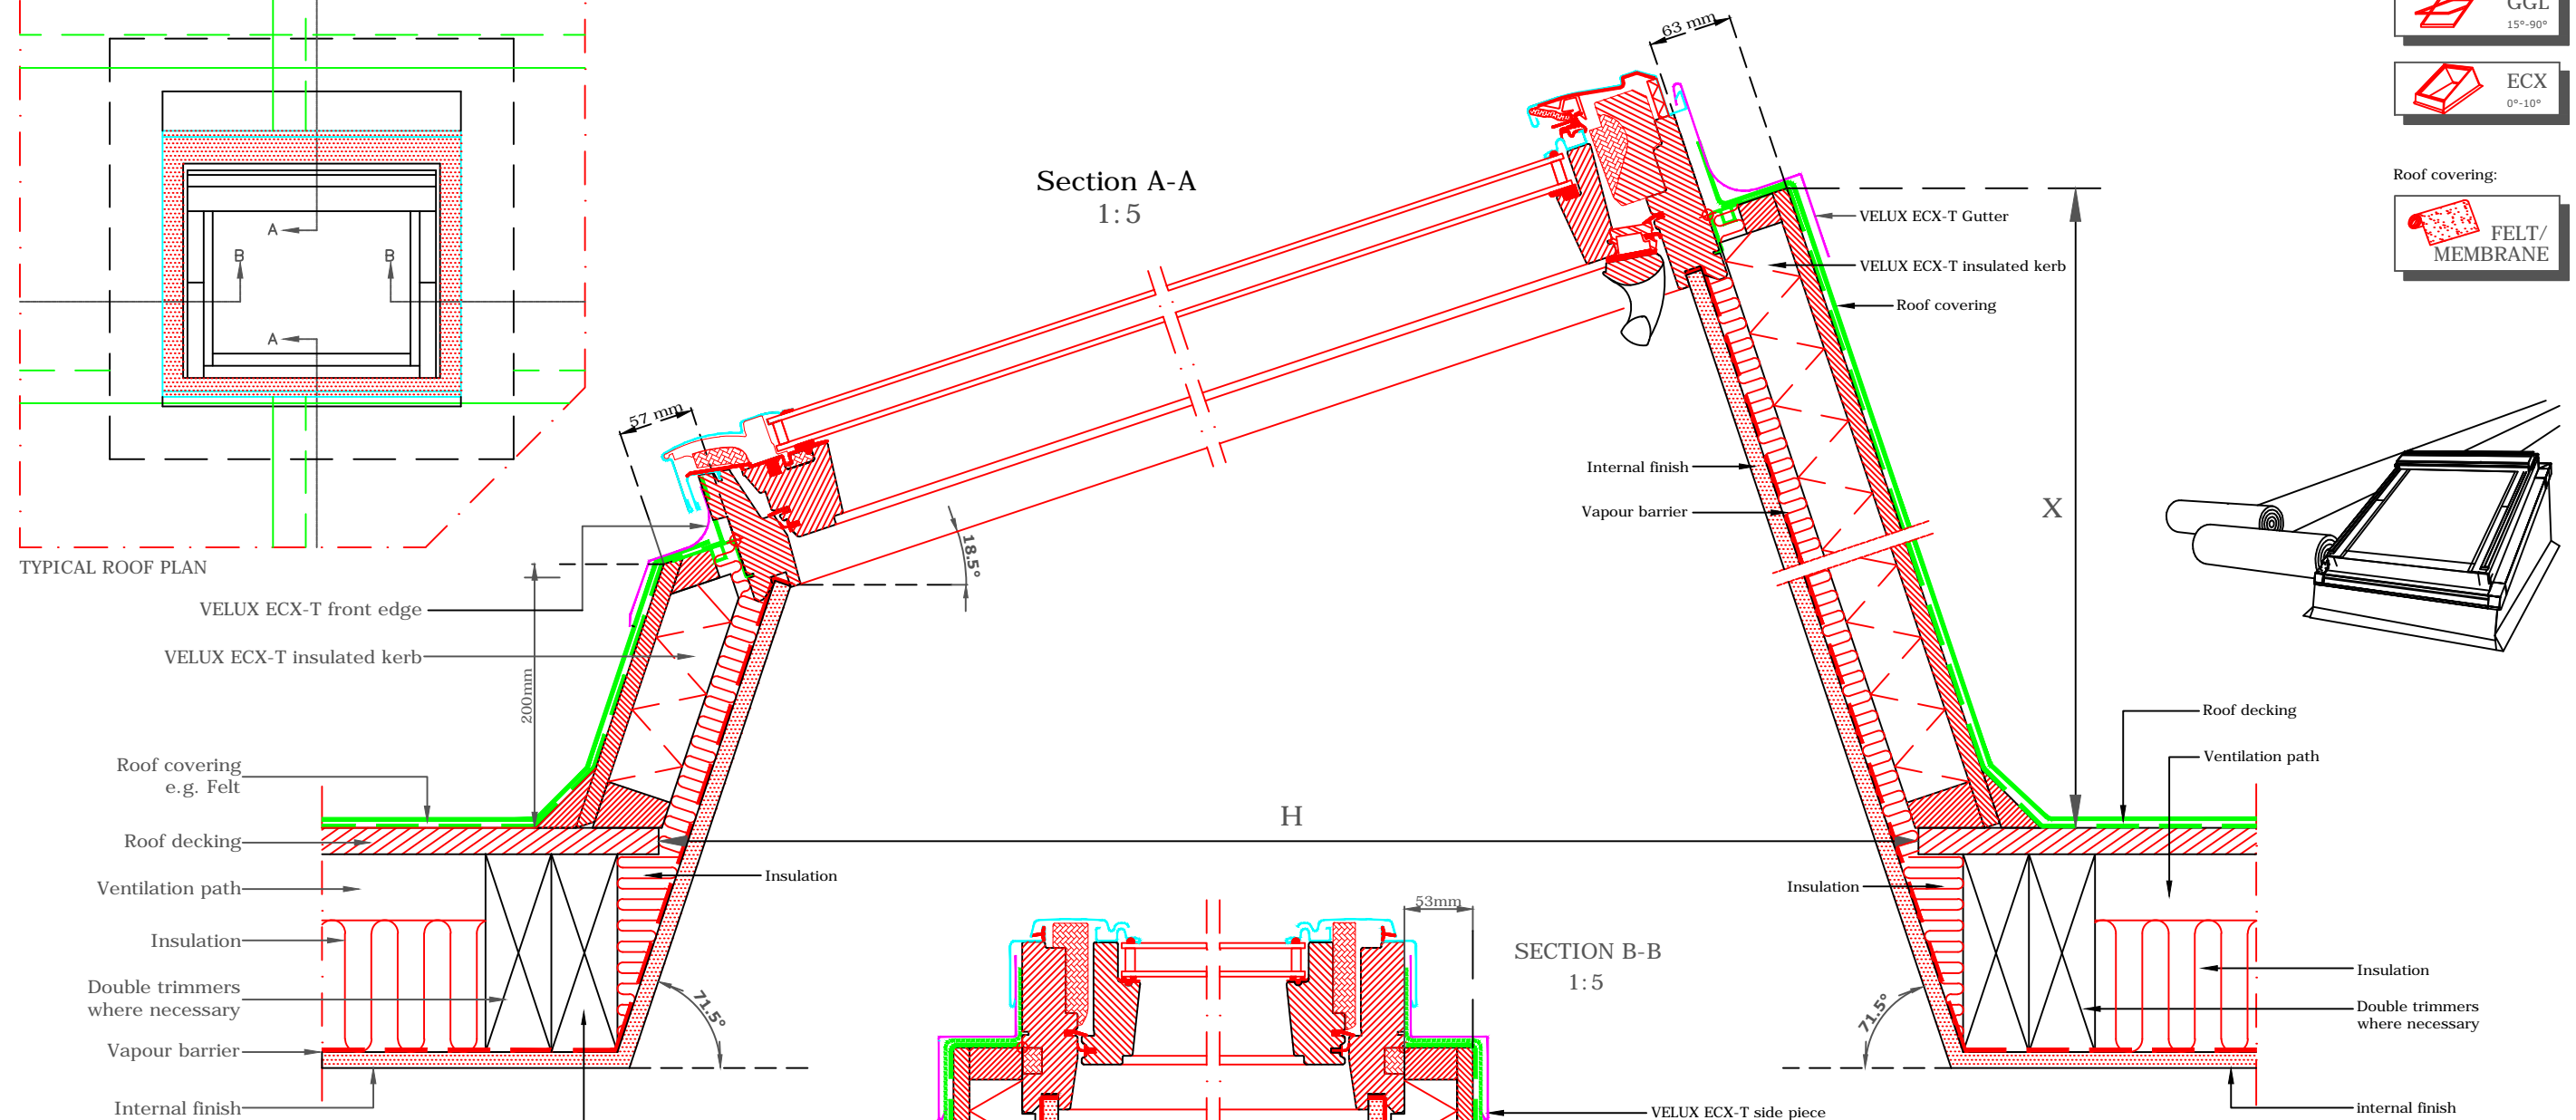 GGL
15°-90°
ECX
0°-10°
Roof covering:
FELT/
MEMBRANE
63 mm
Section A-A
1:5
A
B
B
A
TYPICAL ROOF PLAN
57 mm
VELUX ECX-T Gutter
VELUX ECX-T insulated kerb
Roof covering
Internal finish
Vapour barrier
X
18.5°
VELUX ECX-T front edge
VELUX ECX-T insulated kerb
200mm
Roof covering
e.g. Felt
Roof decking
Ventilation path
Insulation
Double trimmers
where necessary
Vapour barrier
Internal finish
H
Insulation
71.5°
53mm
SECTION B-B
1:5
VELUX ECX-T side piece
Roof decking
Ventilation path
Insulation
71.5°
Insulation
Double trimmers
where necessary
internal finish